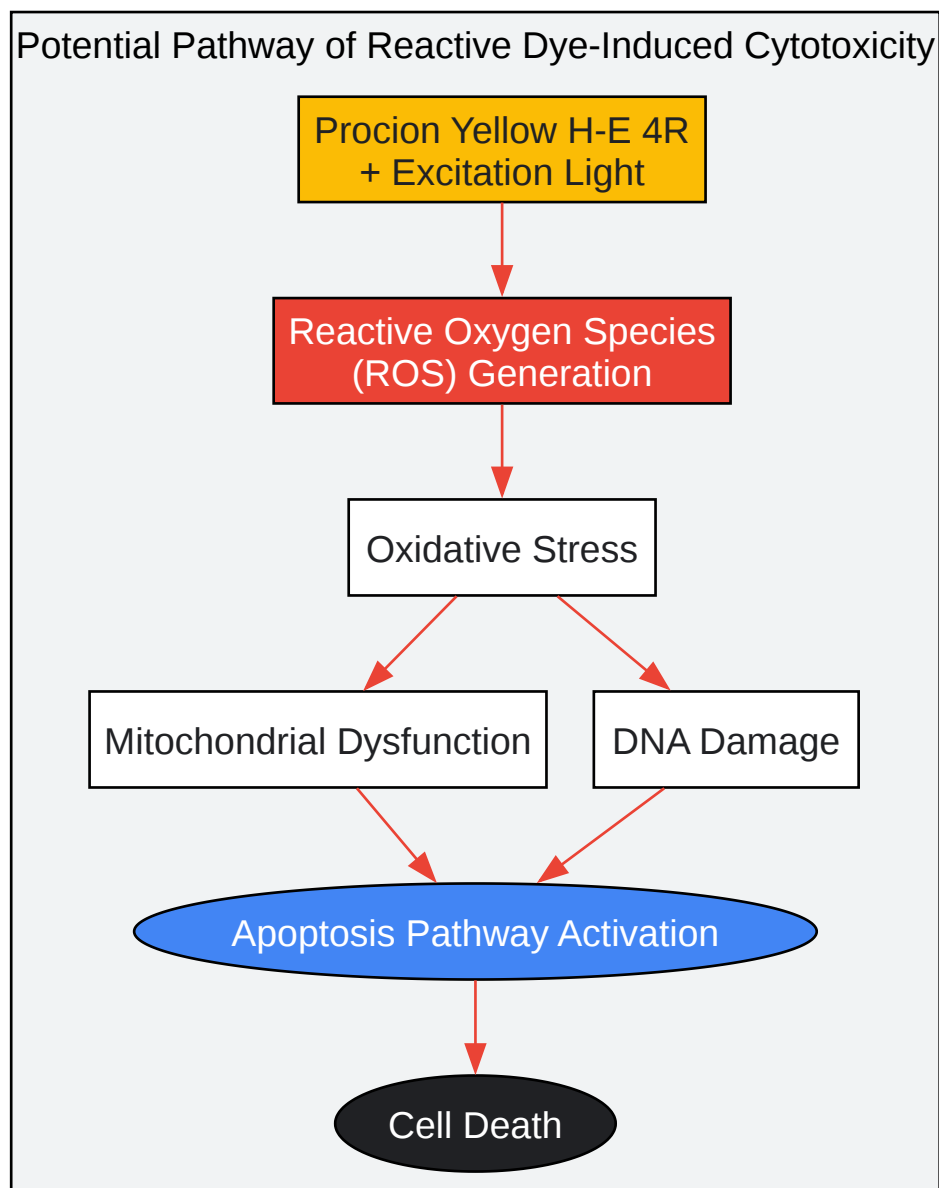 Potential Pathway of Reactive Dye-Induced Cytotoxicity
Procion Yellow H-E 4R
+ Excitation Light
Reactive Oxygen Species
(ROS) Generation
Oxidative Stress
Mitochondrial Dysfunction
DNA Damage
Apoptosis Pathway Activation
Cell Death